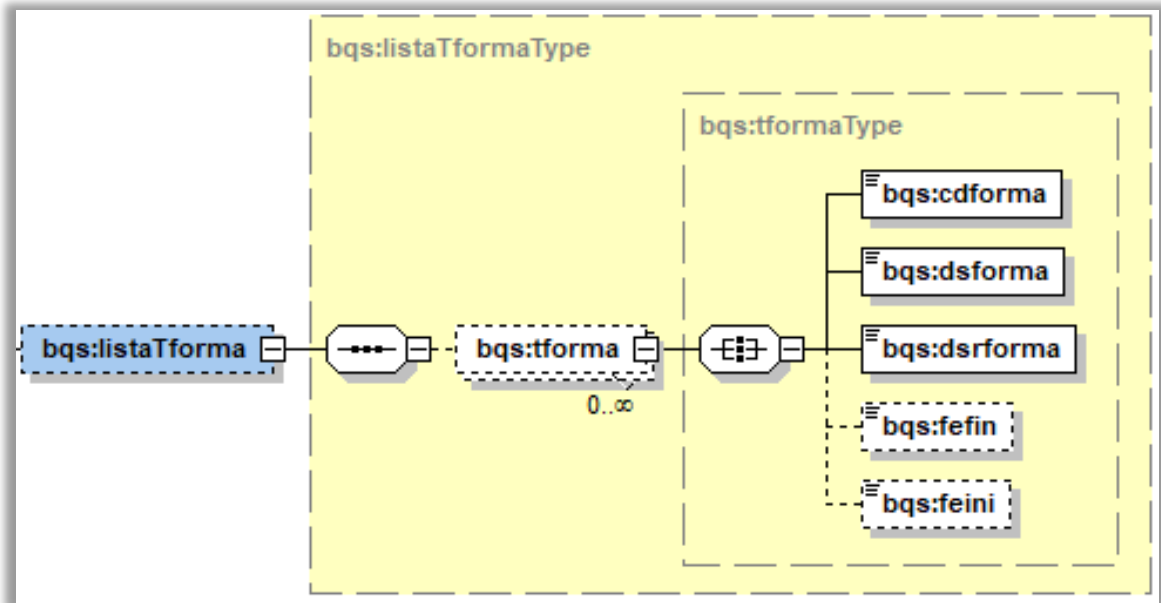 bqs:listaTformaType
bqs:tformaType
bqs:cdforma
bqs:dsforma
bqs:listaTforma
bqs:tforma
bqs:dsrforma
0..∞
bqs:fefin
bqs:feini